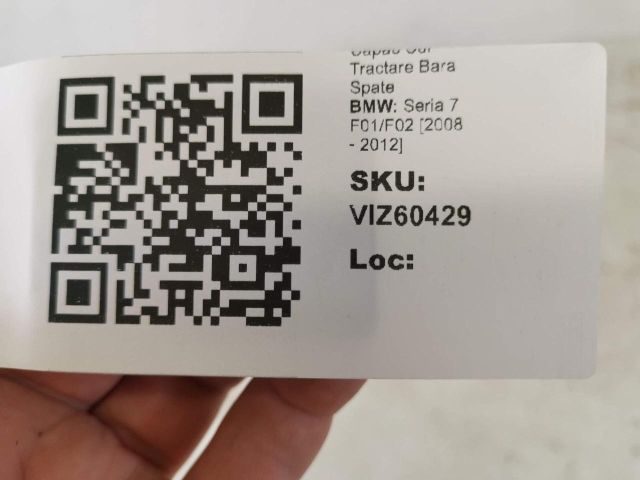 Tractare Bara
Spate
BMW: Seria 7
F01/F02 [2008
- 2012]
SKU:
VIZ60429
Loc: